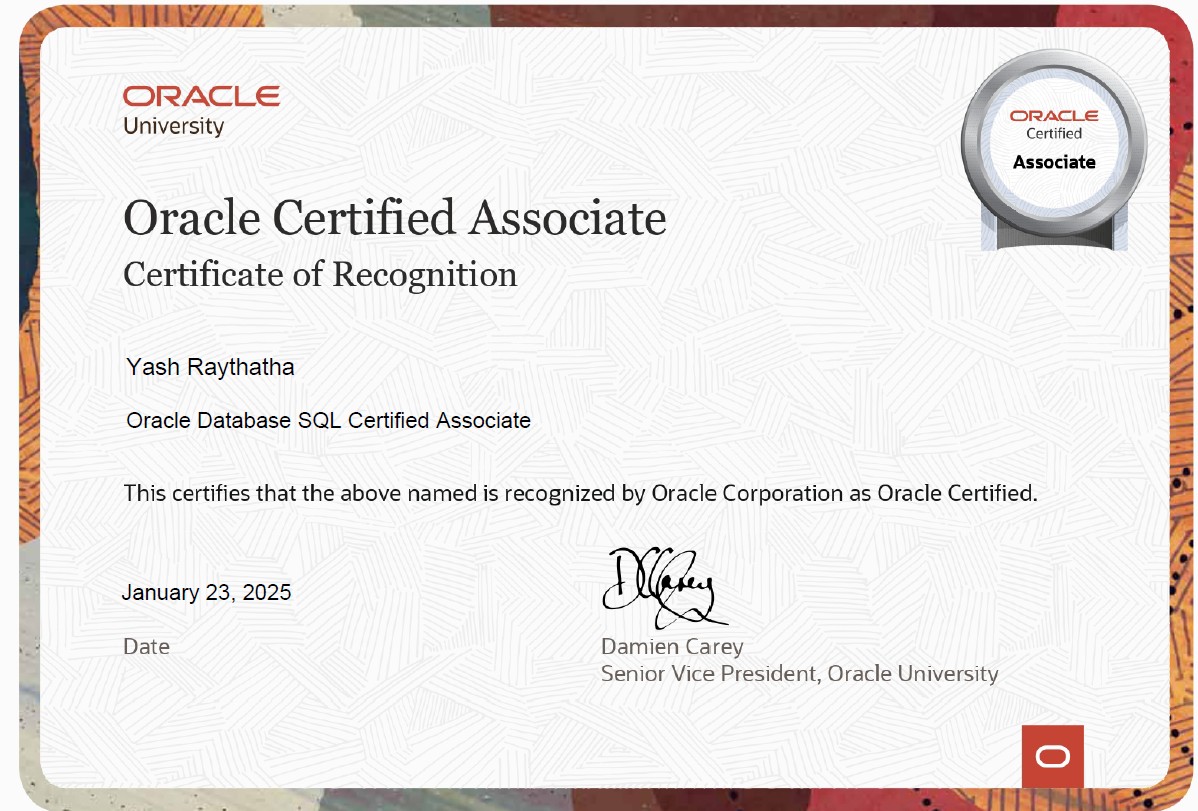 ORACLE
University
ORACLE
Certified
Associate
Oracle Certified Associate
Certificate of Recognition
Yash Raythatha
Oracle Database SQL Certified Associate
This certifies that the above named is recognized by Oracle Corporation as Oracle Certified.
DCCarey
January 23, 2025
Date
Damien Carey
Senior Vice President, Oracle University